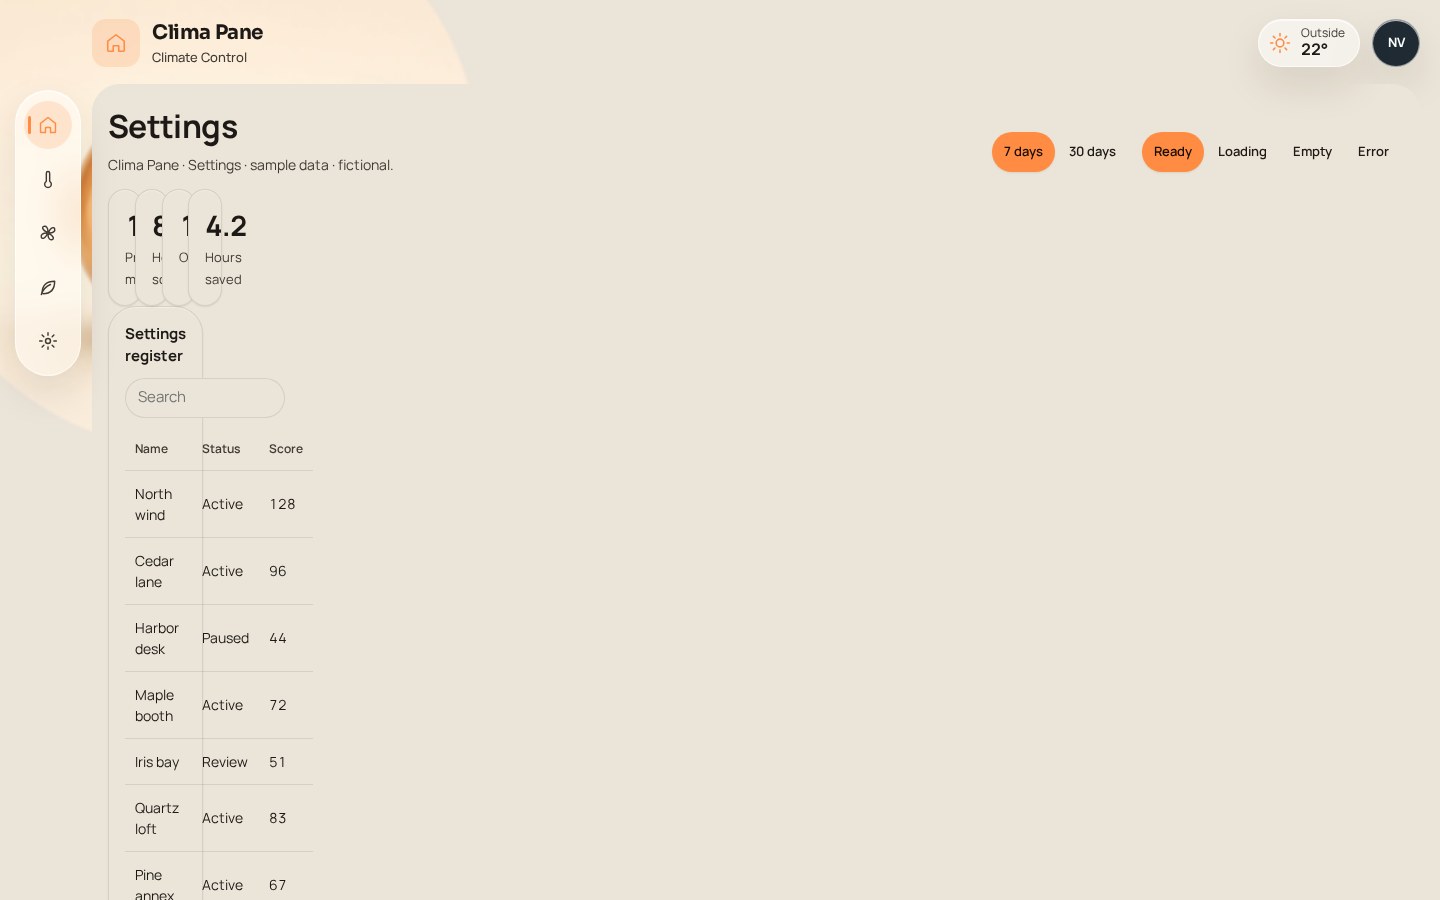 Clima Pane
Climate Control
Outside
22°
NV
Settings
Clima Pane · Settings · sample data · fictional.
7 days
30 days
Ready
Loading
Empty
Error
4.2
Hours
saved
Settings
register
Search
Name Status Score
North
wind
Active 128
Cedar
lane
Active 96
Harbor
desk
Paused 44
Maple
booth
Active 72
Iris bay Review 51
Quartz
loft
Active 83
Pine
annex
Active 67